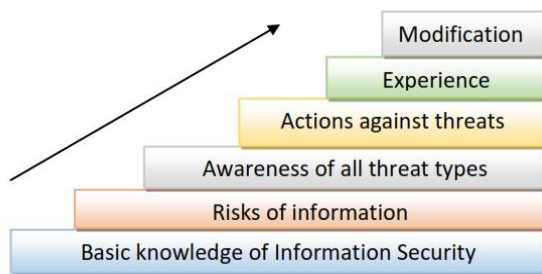 Modification
Experience
Actions against threats
Awareness of all threat types
Risks of information
Basic knowledge of Information Security